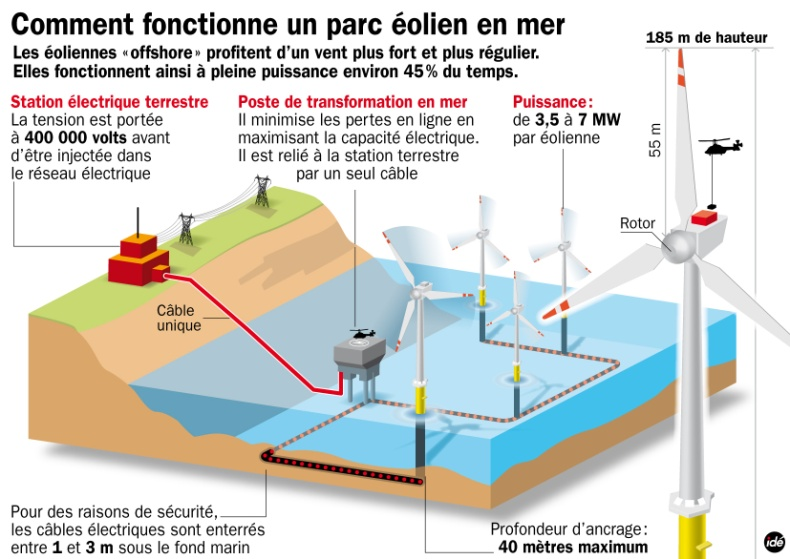 Comment fonctionne un parc éolien en mer
Les éoliennes «offshore» profitent d'un vent plus fort et plus régulier.
Elles fonctionnent ainsi à pleine puissance environ 45% du temps.
185 m de hauteur
Station électrique terrestre
La tension est portée
à 400 000 volts avant
d'être injectée dans
le réseau électrique
Poste de transformation en mer
Il minimise les pertes en ligne en
maximisant la capacité électrique.
Il est relié à la station terrestre
par un seul câble
Puissance:
de 3,5 à 7 MW
par éolienne
55 m
Rotor
Câble
unique
Pour des raisons de sécurité,
les câbles électriques sont enterrés
entre 1 et 3 m sous le fond marin
Profondeur d'ancrage:
40 mètres maximum
idé